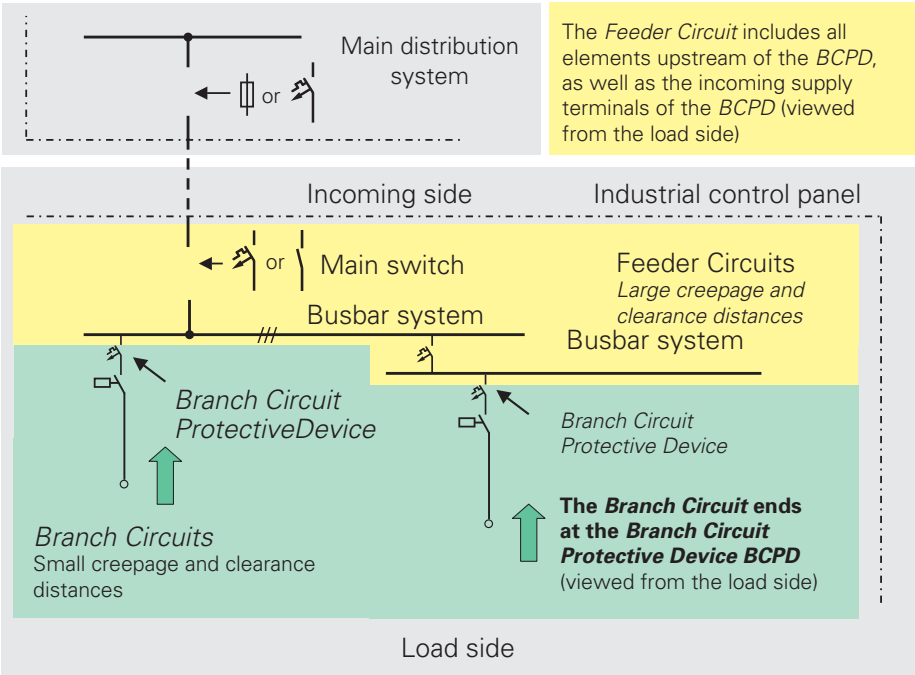 Main distribution
system
or
The Feeder Circuit includes all
elements upstream of the BCPD,
as well as the incoming supply
terminals of the BCPD (viewed
from the load side)
Incoming side
Industrial control panel
or
Main switch
Feeder Circuits
Large creepage and
clearance distances
Busbar system
Busbar system
Branch Circuit
ProtectiveDevice
Branch Circuit
Protective Device
Branch Circuits
Small creepage and clearance
distances
The Branch Circuit ends
at the Branch Circuit
Protective Device BCPD
(viewed from the load side)
Load side